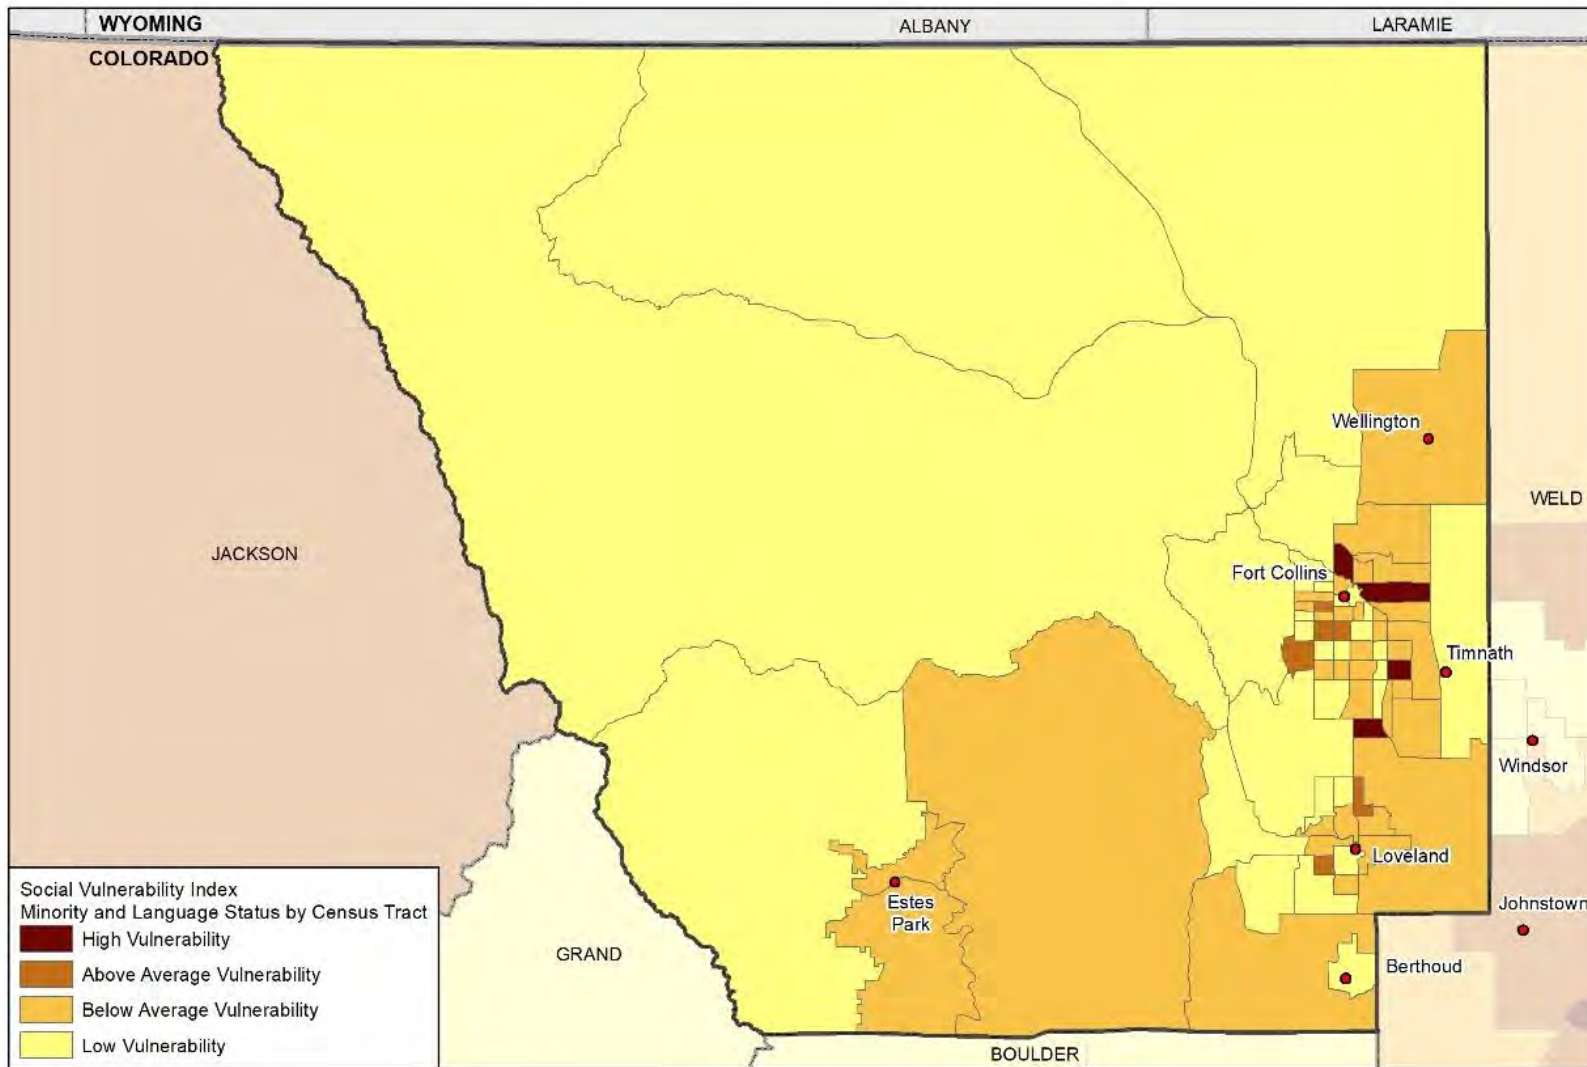 WYOMING
ALBANY
LARAMIE
COLORADO
Wellington
WELD
JACKSON
Fort Collins
Timnath
Windsor
Loveland
Estes
Park
Johnstown
GRAND
Berthoud
BOULDER
Social Vulnerability Index
Minority and Language Status by Census Tract
High Vulnerability
Above Average Vulnerability
Below Average Vulnerability
Low Vulnerability